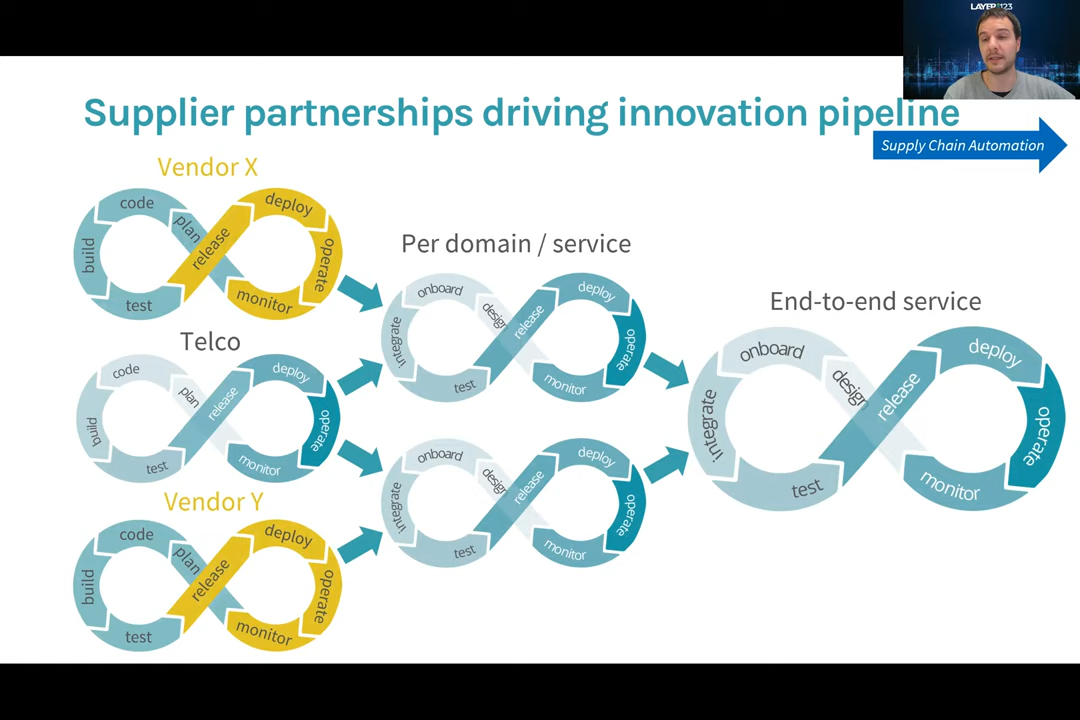 LAYER123
Supplier partnerships driving innovation pipeline
Supply Chain Automation
Vendor X
code
plan
build
test
release
deploy
operate
monitor
Telco
code
plan
build
test
release
deploy
operate
monitor
Vendor Y
code
plan
build
test
release
deploy
operate
monitor
Per domain / service
onboard
design
integrate
test
release
deploy
operate
monitor
onboard
design
integrate
test
release
deploy
operate
monitor
End-to-end service
onboard
design
integrate
test
release
deploy
operate
monitor